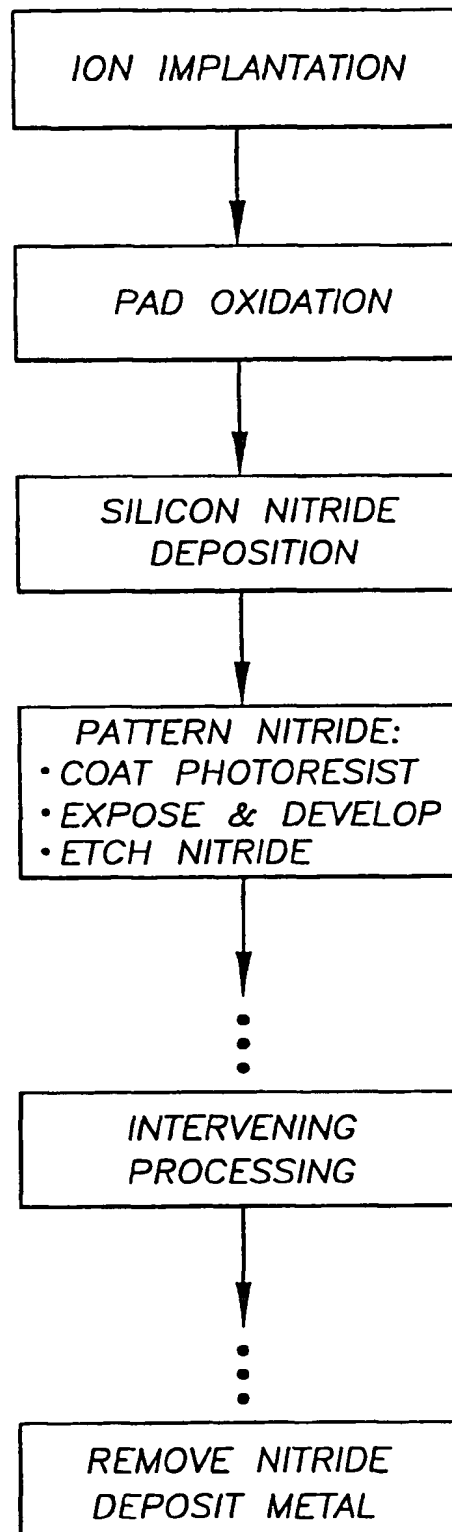 ION IMPLANTATION
PAD OXIDATION
SILICON NITRIDE
DEPOSITION
PATTERN NITRIDE:
• COAT PHOTORESIST
• EXPOSE & DEVELOP
• ETCH NITRIDE
INTERVENING
PROCESSING
REMOVE NITRIDE
DEPOSIT METAL